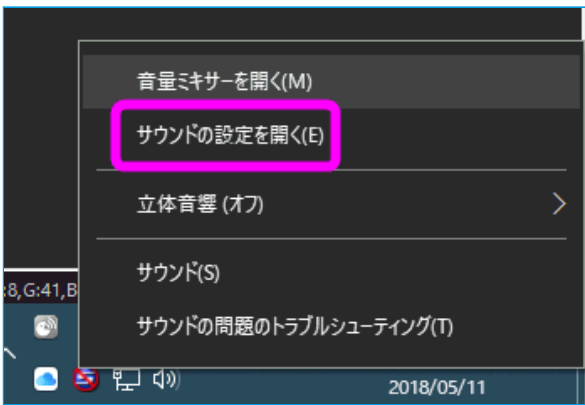 音量ミキサーを開く(M)
サウンドの設定を開く(E)
立体音響 (オフ)
サウンド(S)
:8,G:41,B
サウンドの問題のトラブルシューティング(T)
2018/05/11